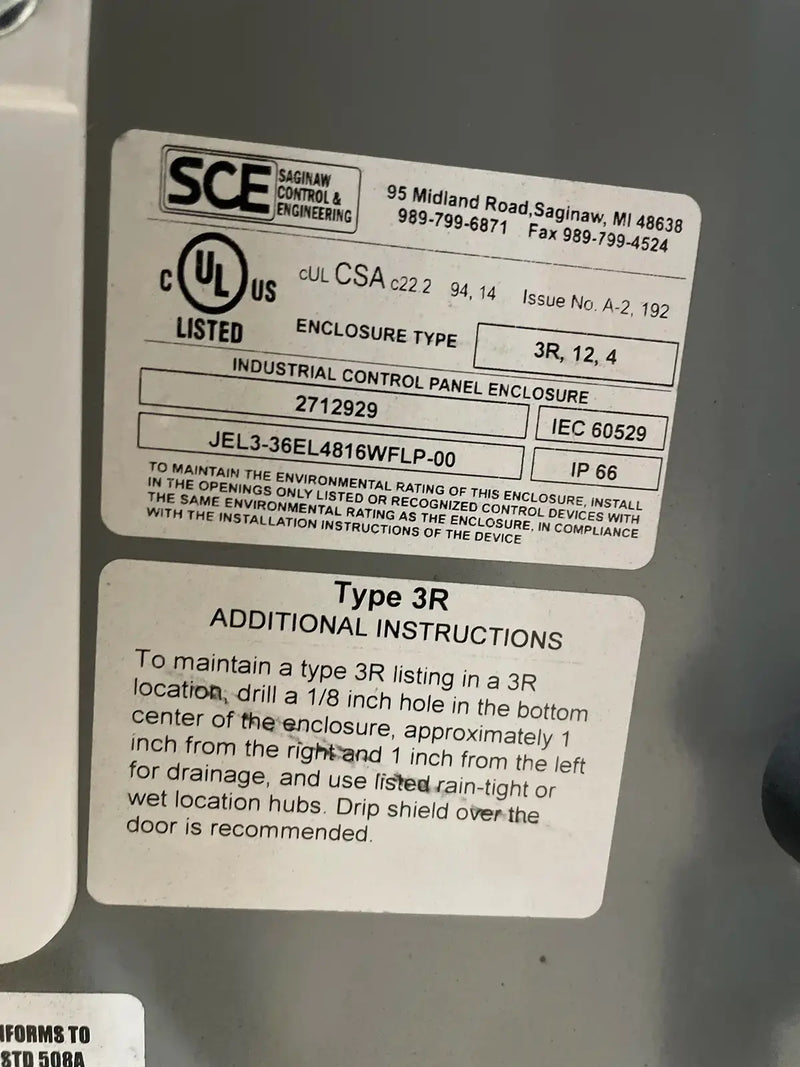 SCE SAGINAW
CONTROL &
ENGINEERING
95 Midland Road,Saginaw, MI 48638
989-799-6871 Fax 989-799-4524
C UL US
LISTED
cUL CSA c22 2 94, 14 Issue No. A-2, 192
ENCLOSURE TYPE 3R, 12, 4
INDUSTRIAL CONTROL PANEL ENCLOSURE
2712929 IEC 60529
JEL3-36EL4816WFLP-00 IP 66
TO MAINTAIN THE ENVIRONMENTAL RATING OF THIS ENCLOSURE, INSTALL
IN THE OPENINGS ONLY LISTED OR RECOGNIZED CONTROL DEVICES WITH
THE SAME ENVIRONMENTAL RATING AS THE ENCLOSURE, IN COMPLIANCE
WITH THE INSTALLATION INSTRUCTIONS OF THE DEVICE
Type 3R
ADDITIONAL INSTRUCTIONS
To maintain a type 3R listing in a 3R
location, drill a 1/8 inch hole in the bottom
center of the enclosure, approximately 1
inch from the right and 1 inch from the left
for drainage, and use listed rain-tight or
wet location hubs. Drip shield over the
door is recommended.
NFORMS TO
STD 508A